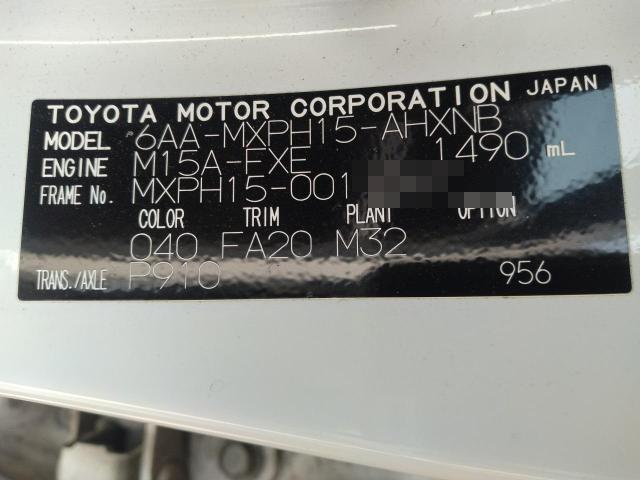 TOYOTA MOTOR CORPORATION JAPAN
MODEL 6AA-MXPH15-AHXNB
ENGINE M15A-FXE 1490 mL
FRAME No. MXPH15-001
COLOR TRIM PLANT OPTION
040 FA20 M32
TRANS./AXLE P910 956